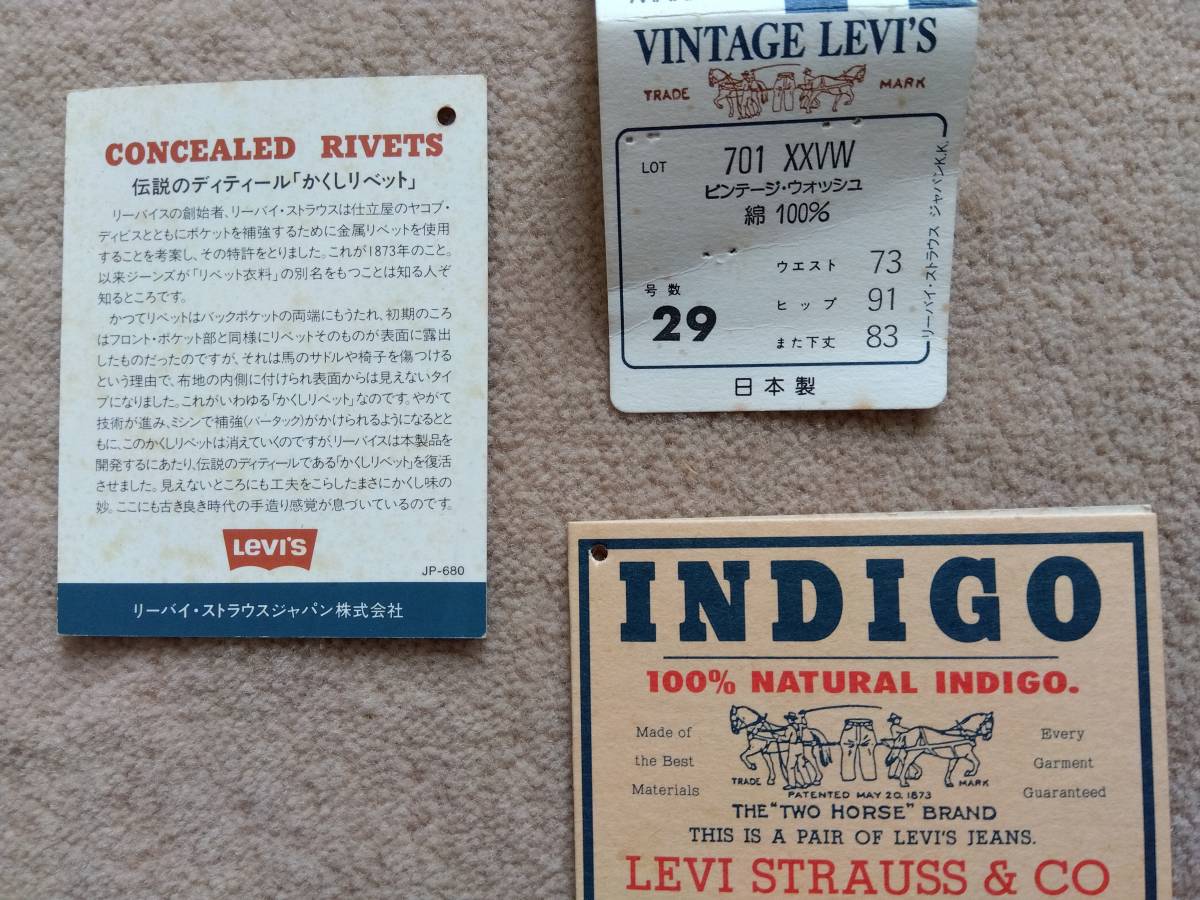 CONCEALED RIVETS
伝説のディティール「かくしリベット」
リーバイスの創始者、リーバイ・ストラウスは仕立屋のヤコブ・
ディビスとともにポケットを補強するために金属リベットを使用
することを考案し、その特許をとりました。これが1873年のこと。
以来ジーンズが「リベット衣料」の別名をもつことは知る人ぞ
知るところです。
かつてリベットはバックポケットの両端にもうたれ、初期のころ
はフロント・ポケット部と同様にリベットそのものが表面に露出
したものだったのですが、それは馬のサドルや椅子を傷つける
という理由で、布地の内側に付けられ表面からは見えないタイ
プになりました。これがいわゆる「かくしリベット」なのです。やがて
技術が進み、ミシンで補強(バータック)がかけられるようになるとと
もに、このかくしリベットは消えていくのですが、リーバイスは本製品を
開発するにあたり、伝説のディティールである「かくしリベット」を復活
させました。見えないところにも工夫をこらしたまさにかくし味の
妙。ここにも古き良き時代の手造り感覚が息づいているのです。
Levi's
JP-680
リーバイ・ストラウスジャパン株式会社
VINTAGE LEVI'S
TRADE MARK
LOT 701 XXVW
ビンテージ・ウォッシュ
綿 100%
ウエスト 73
号数 29
ヒップ 91
また下丈 83
リーバイ・ストラウス ジャパンK.K.
日本製
INDIGO
100% NATURAL INDIGO.
Made of
the Best
Materials
Every
Garment
Guaranteed
TRADE MARK
PATENTED MAY 20, 1873
THE "TWO HORSE" BRAND
THIS IS A PAIR OF LEVI'S JEANS.
LEVI STRAUSS & CO